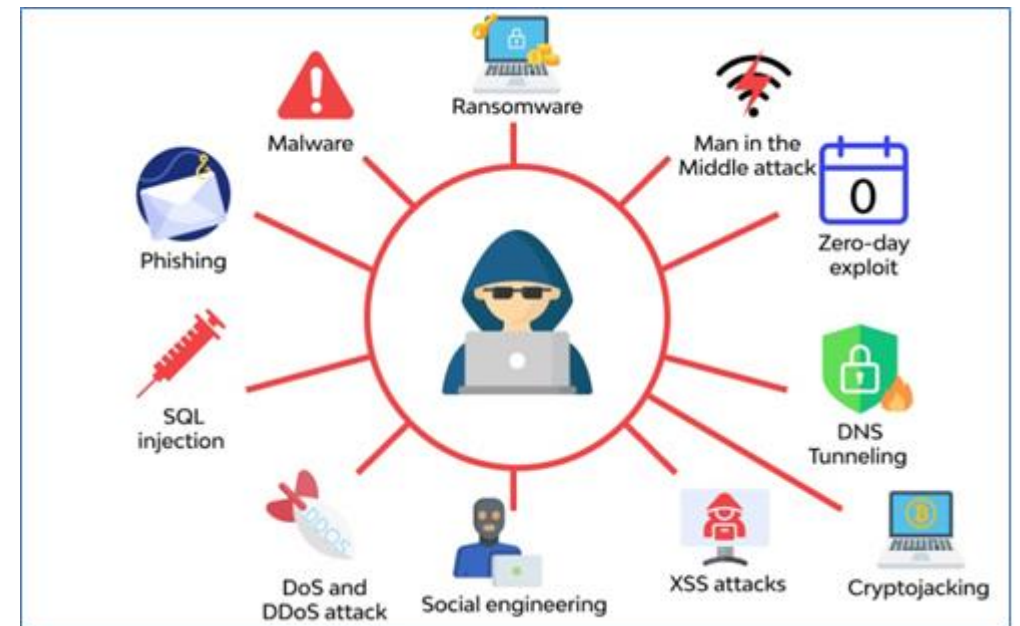 Ransomware
Malware
Man in the
Middle attack
0
Phishing
Zero-day
exploit
SQL
injection
DNS
Tunneling
DDOS
DoS and
DDoS attack
Social engineering
XSS attacks
Cryptojacking